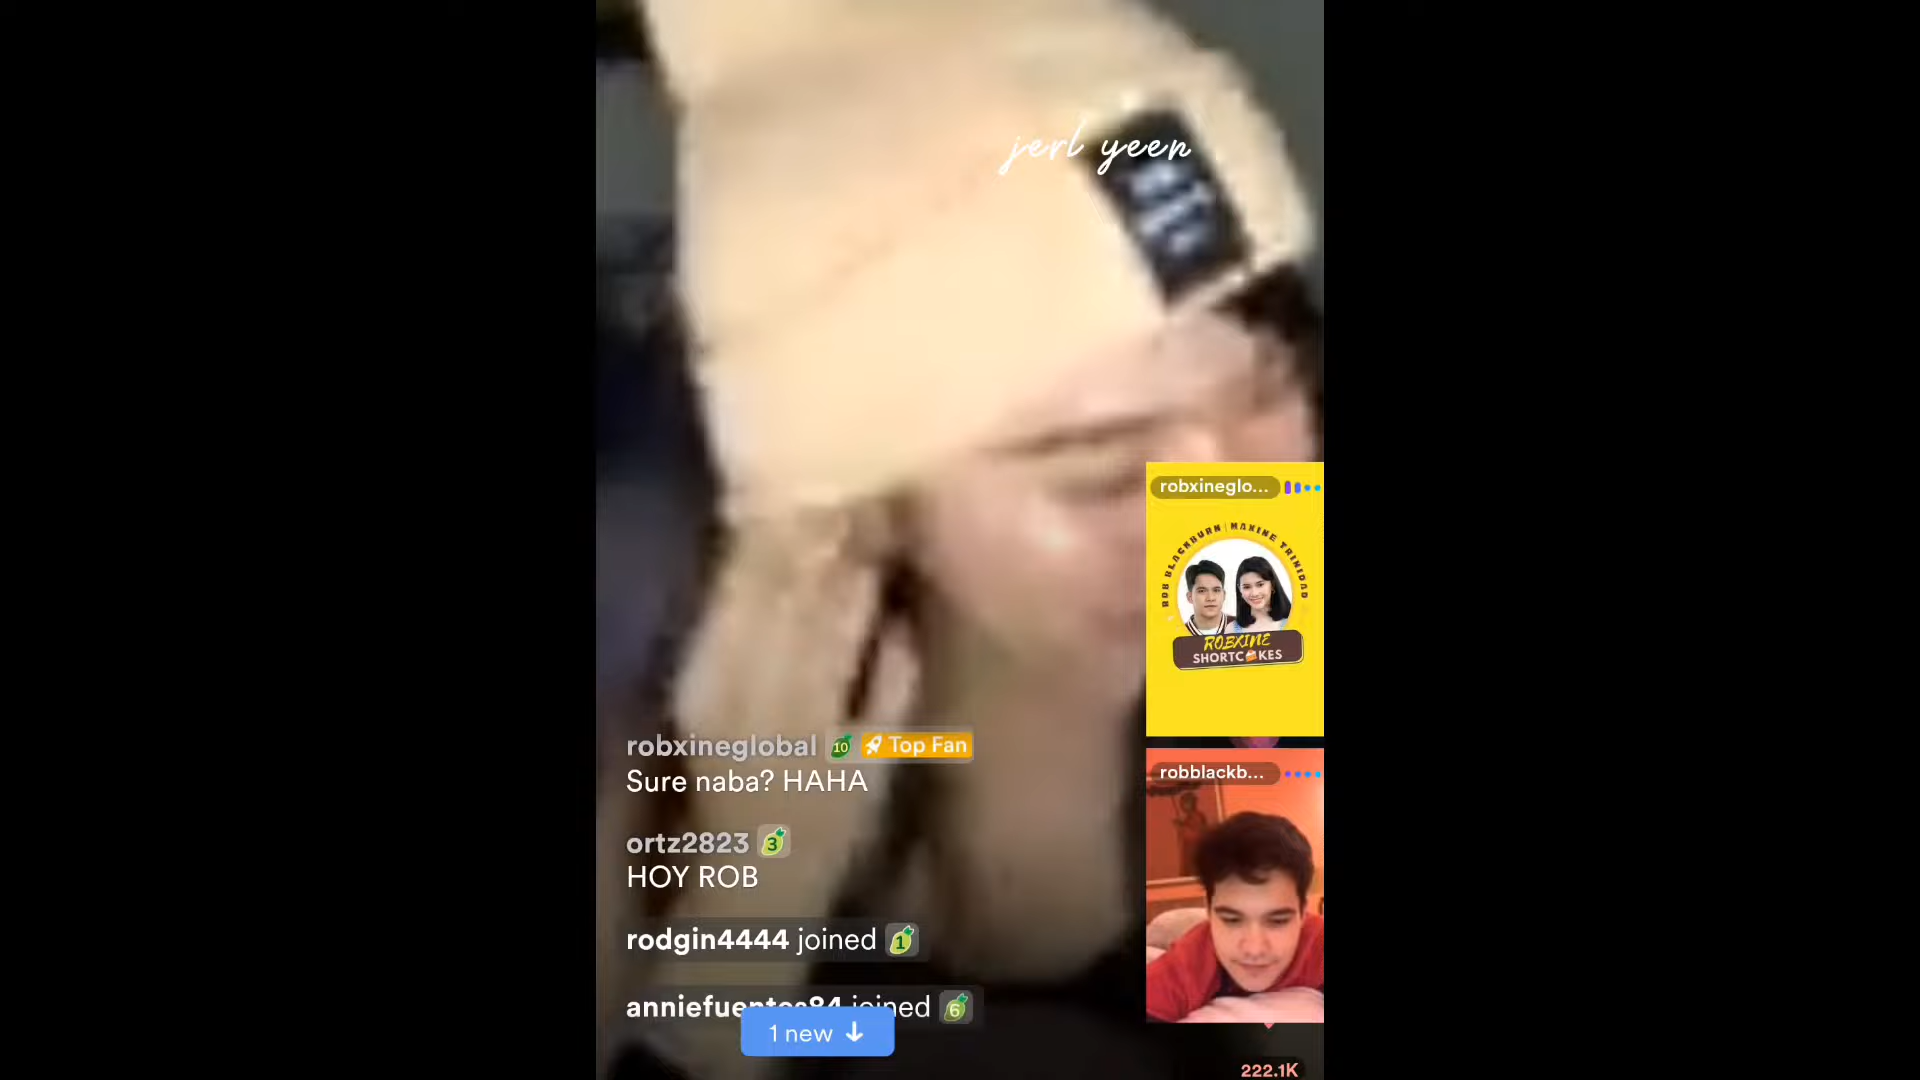 jerl yeen
robxineglo...
ROB BLACKBURN | MAXINE TRINIDAD
ROBXINE
SHORTCAKES
robxineglobal 10 Top Fan
Sure naba? HAHA
robblackb...
ortz2823 3
HOY ROB
rodgin4444 joined 1
anniefuentes84 joined 6
1 new
222.1K